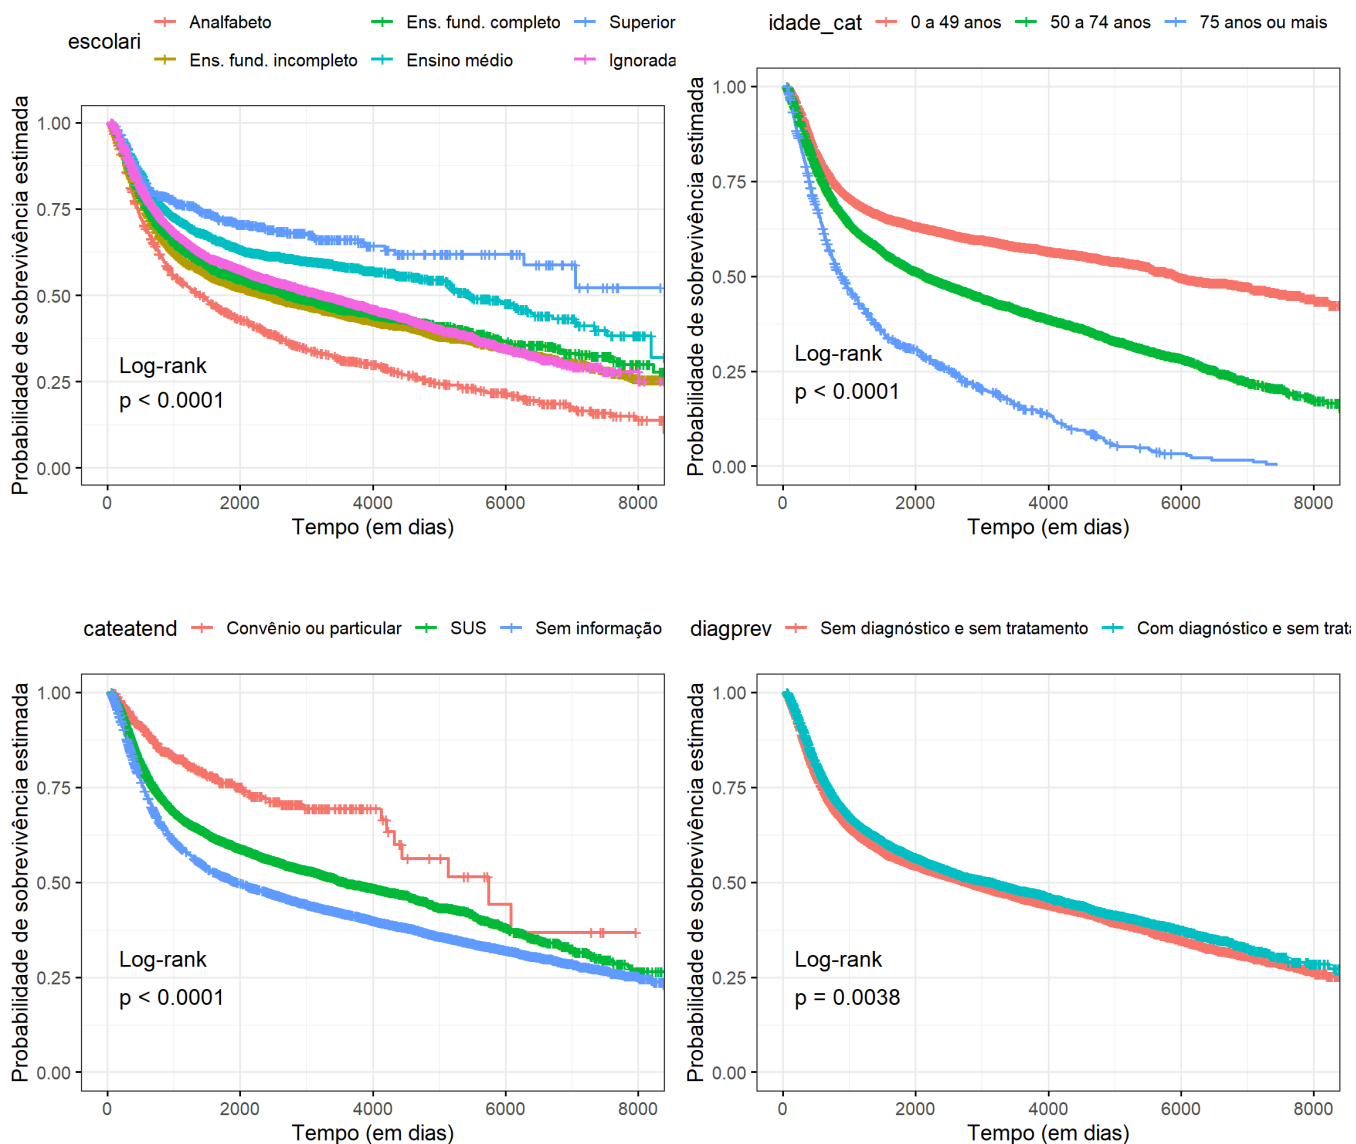 escolari
Analfabeto
Ens. fund. completo
Superior
Ens. fund. incompleto
Ensino médio
Ignorada
Probabilidade de sobrevivência estimada
1.00
0.75
0.50
0.25
0.00
Log-rank
p < 0.0001
0 2000 4000 6000 8000
Tempo (em dias)
idade_cat
0 a 49 anos
50 a 74 anos
75 anos ou mais
Probabilidade de sobrevivência estimada
1.00
0.75
0.50
0.25
0.00
Log-rank
p < 0.0001
0 2000 4000 6000 8000
Tempo (em dias)
cateatend
Convênio ou particular
SUS
Sem informação
Probabilidade de sobrevivência estimada
1.00
0.75
0.50
0.25
0.00
Log-rank
p < 0.0001
0 2000 4000 6000 8000
Tempo (em dias)
diagprev
Sem diagnóstico e sem tratamento
Com diagnóstico e sem trata
Probabilidade de sobrevivência estimada
1.00
0.75
0.50
0.25
0.00
Log-rank
p = 0.0038
0 2000 4000 6000 8000
Tempo (em dias)